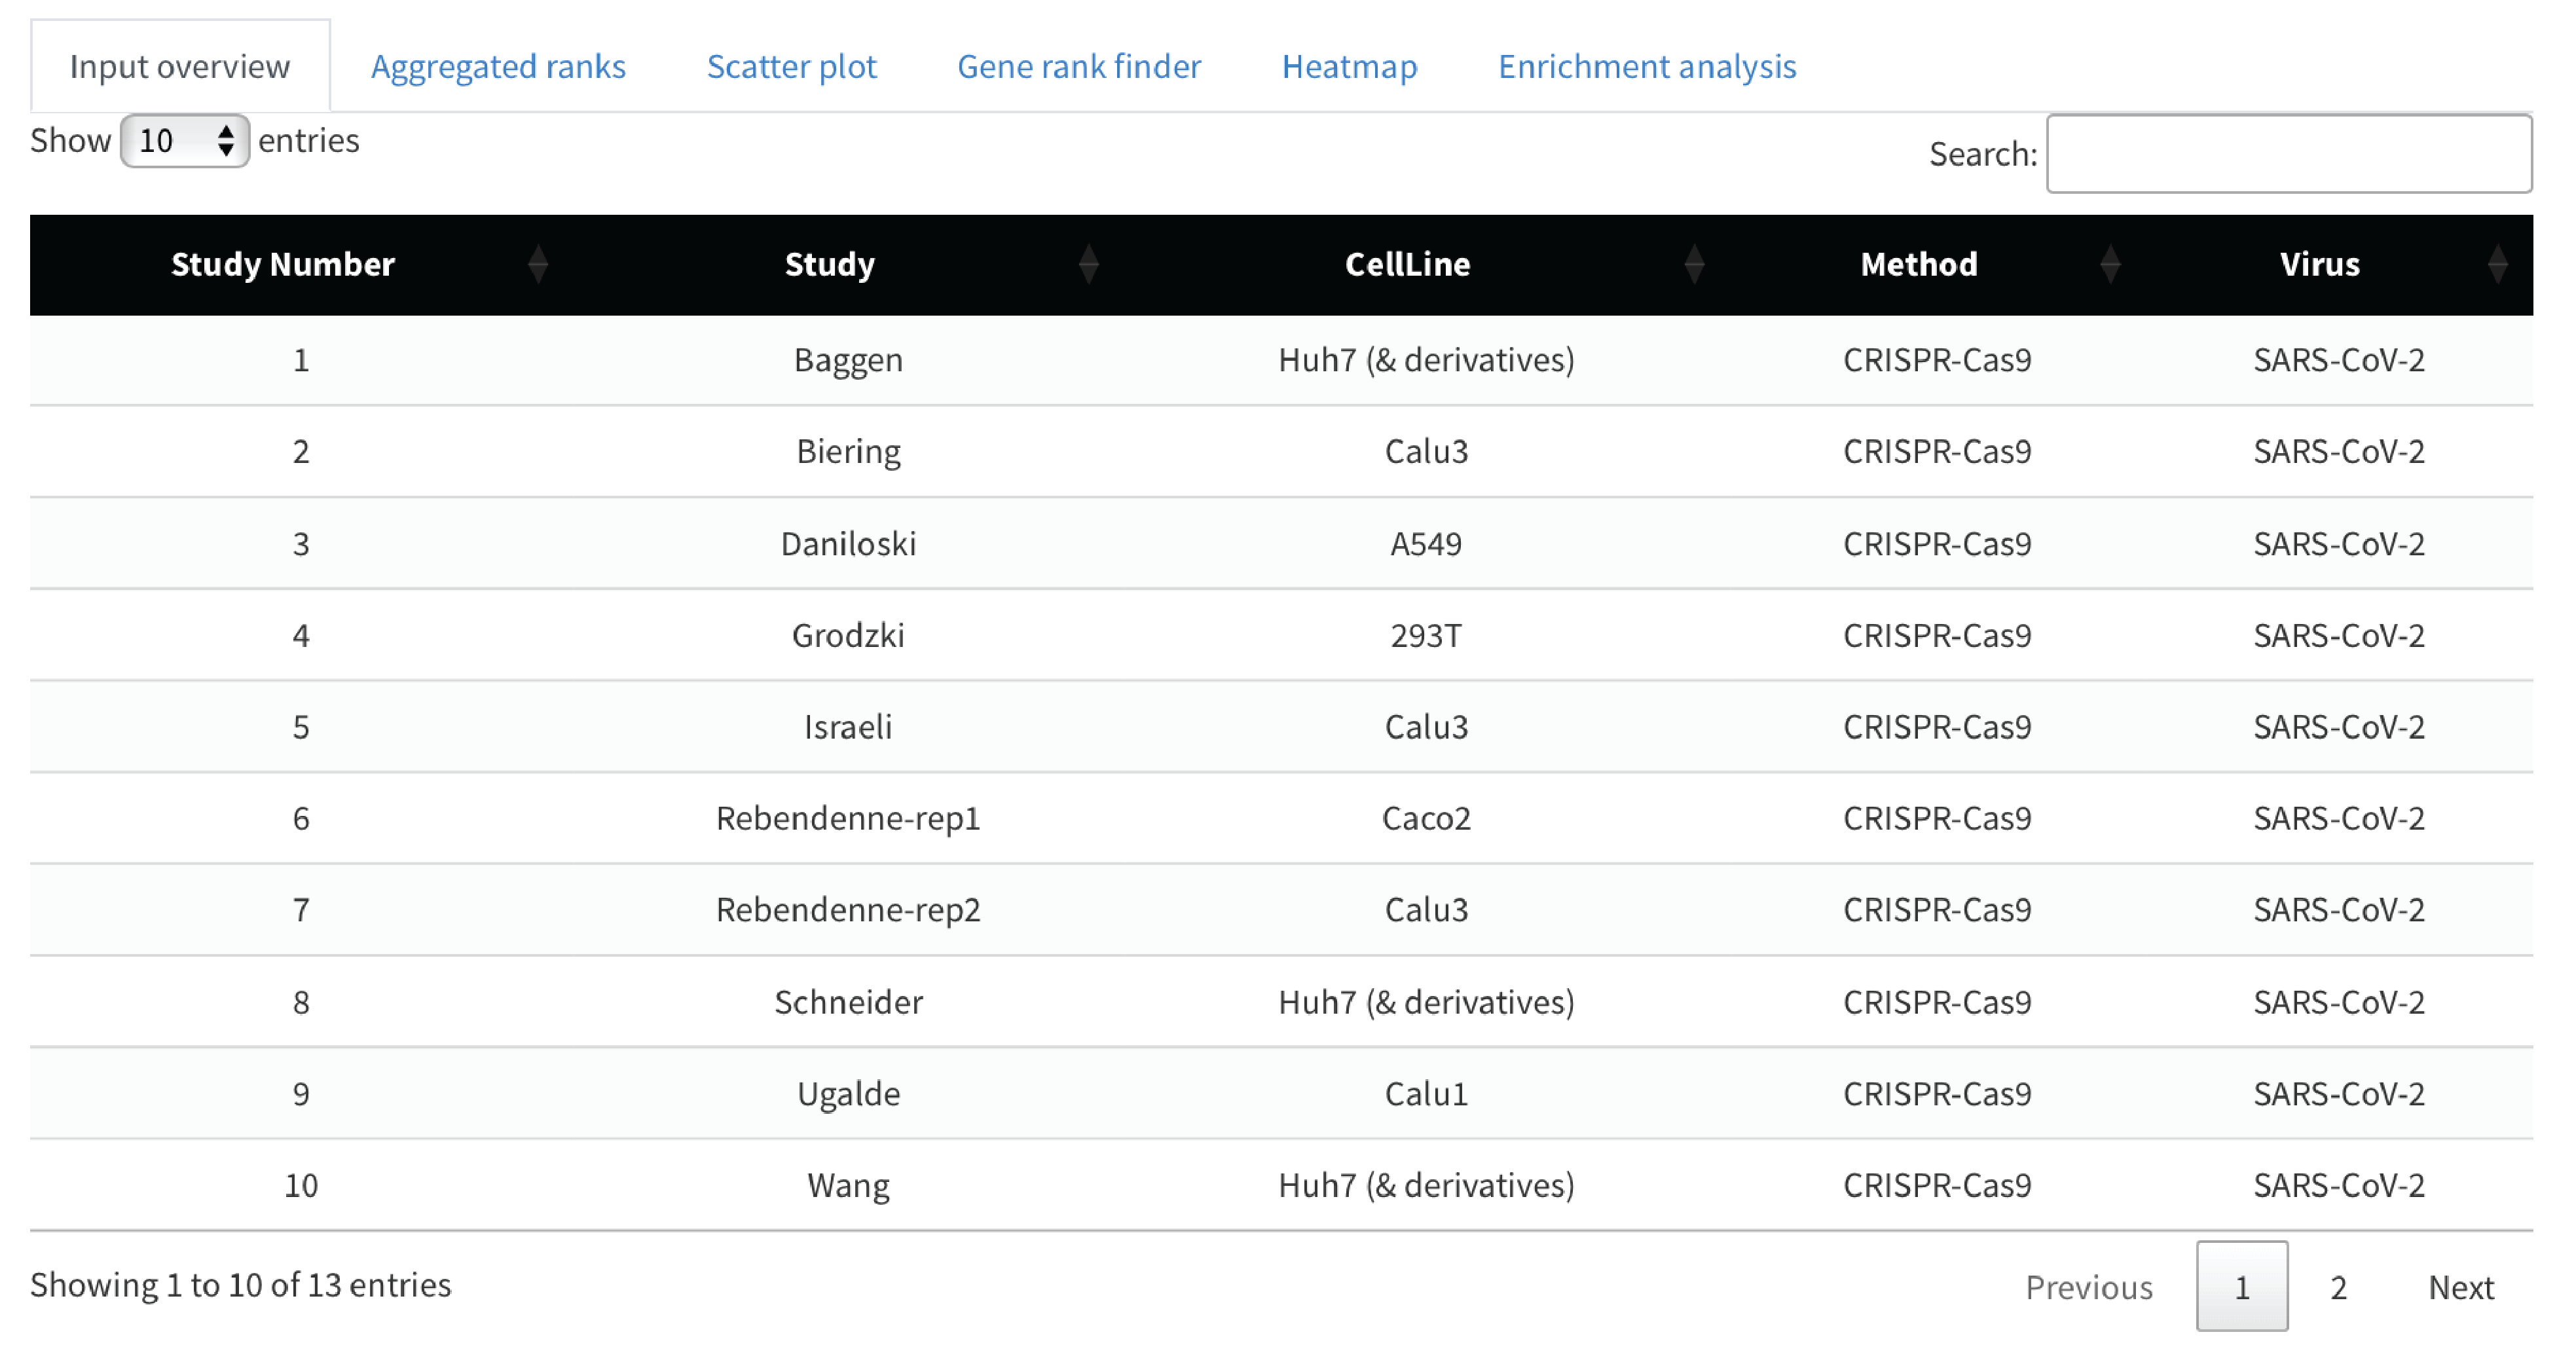 Input overview Aggregated ranks Scatter plot Gene rank finder Heatmap Enrichment analysis
Show 10 entries Search:
Study Number Study CellLine Method Virus
1 Baggen Huh7 (& derivatives) CRISPR-Cas9 SARS-CoV-2
2 Biering Calu3 CRISPR-Cas9 SARS-CoV-2
3 Daniloski A549 CRISPR-Cas9 SARS-CoV-2
4 Grodzki 293T CRISPR-Cas9 SARS-CoV-2
5 Israeli Calu3 CRISPR-Cas9 SARS-CoV-2
6 Rebendenne-rep1 Caco2 CRISPR-Cas9 SARS-CoV-2
7 Rebendenne-rep2 Calu3 CRISPR-Cas9 SARS-CoV-2
8 Schneider Huh7 (& derivatives) CRISPR-Cas9 SARS-CoV-2
9 Ugalde Calu1 CRISPR-Cas9 SARS-CoV-2
10 Wang Huh7 (& derivatives) CRISPR-Cas9 SARS-CoV-2
Showing 1 to 10 of 13 entries Previous 1 2 Next